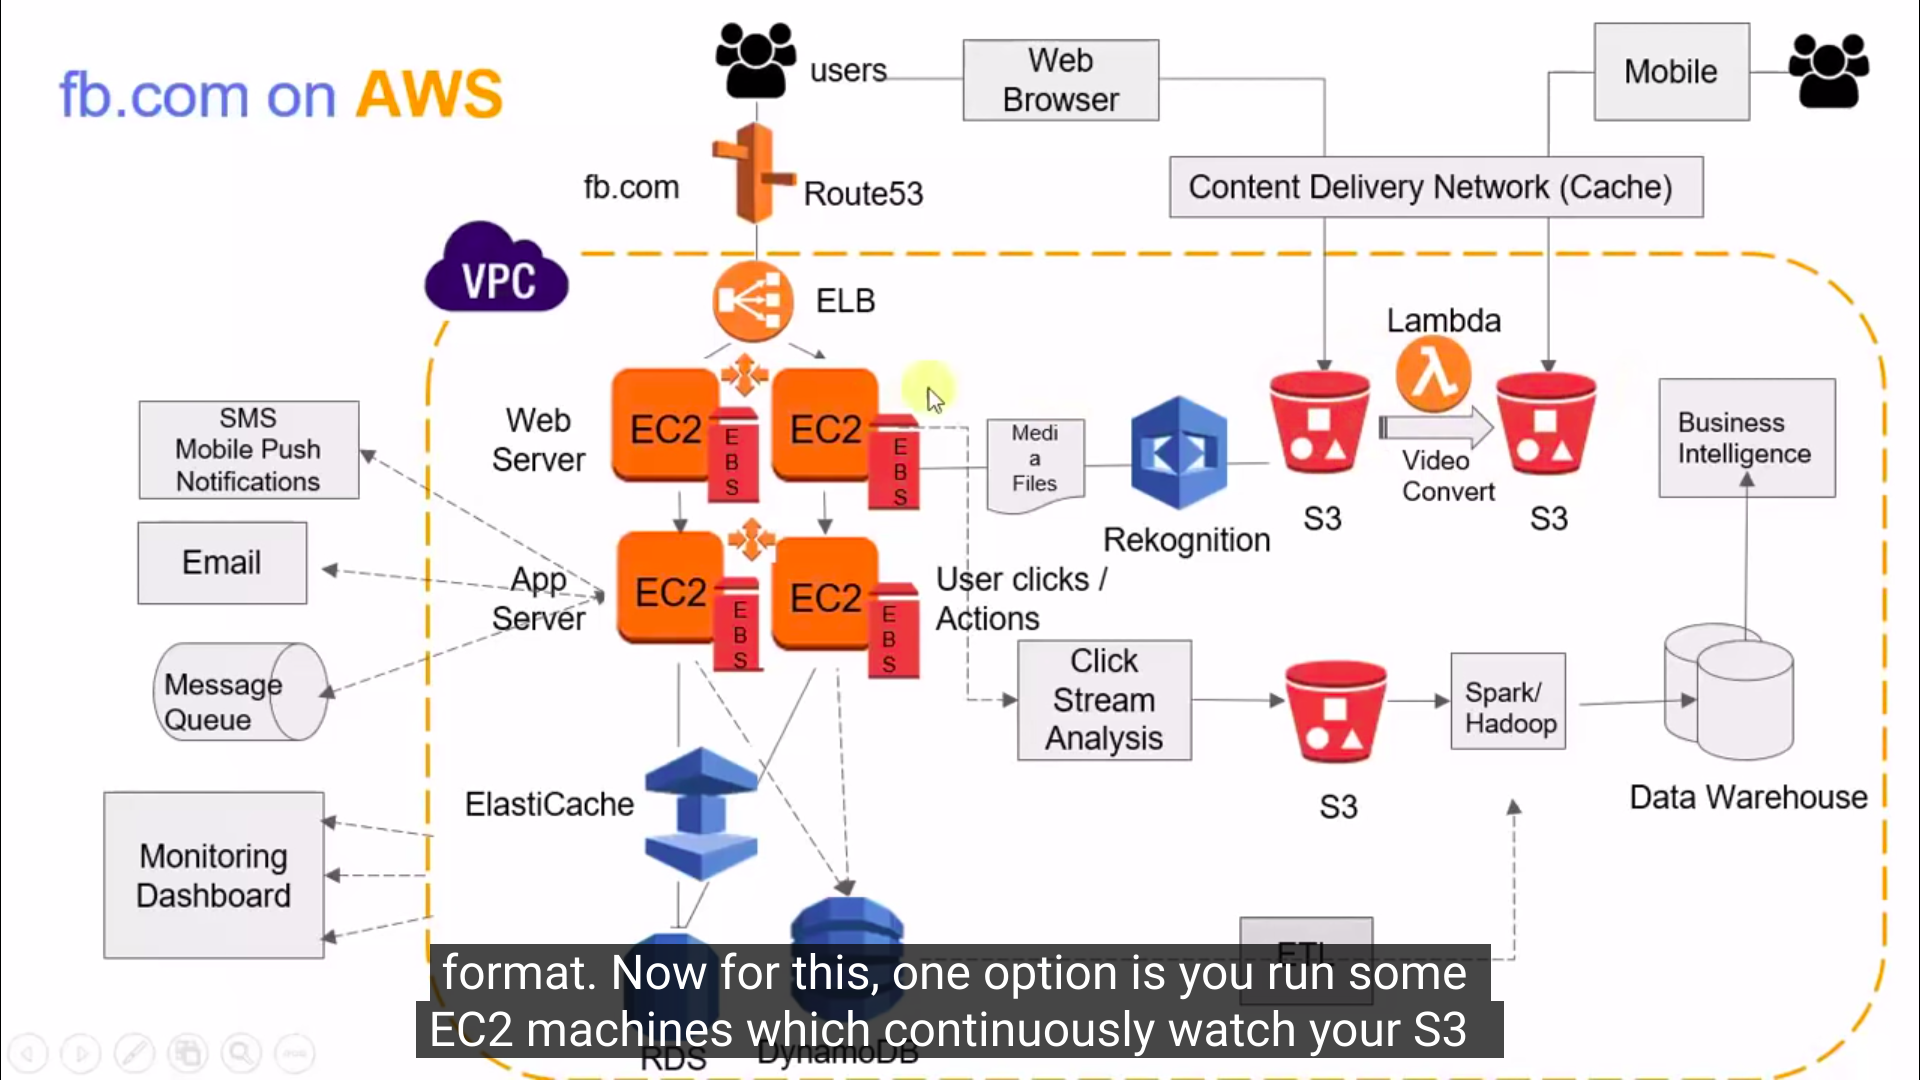 fb.com on AWS
users
Web
Browser
Mobile
fb.com
Route53
Content Delivery Network (Cache)
VPC
ELB
Lambda
Web
Server
EC2
E
B
S
EC2
E
B
S
Medi
a
Files
Rekognition
S3
Video
Convert
S3
Business
Intelligence
SMS
Mobile Push
Notifications
Email
Message
Queue
App
Server
EC2
E
B
S
EC2
E
B
S
User clicks /
Actions
Click
Stream
Analysis
S3
Spark/
Hadoop
Data Warehouse
ElastiCache
Monitoring
Dashboard
ETL
RDS
DynamoDB
format. Now for this, one option is you run some
EC2 machines which continuously watch your S3